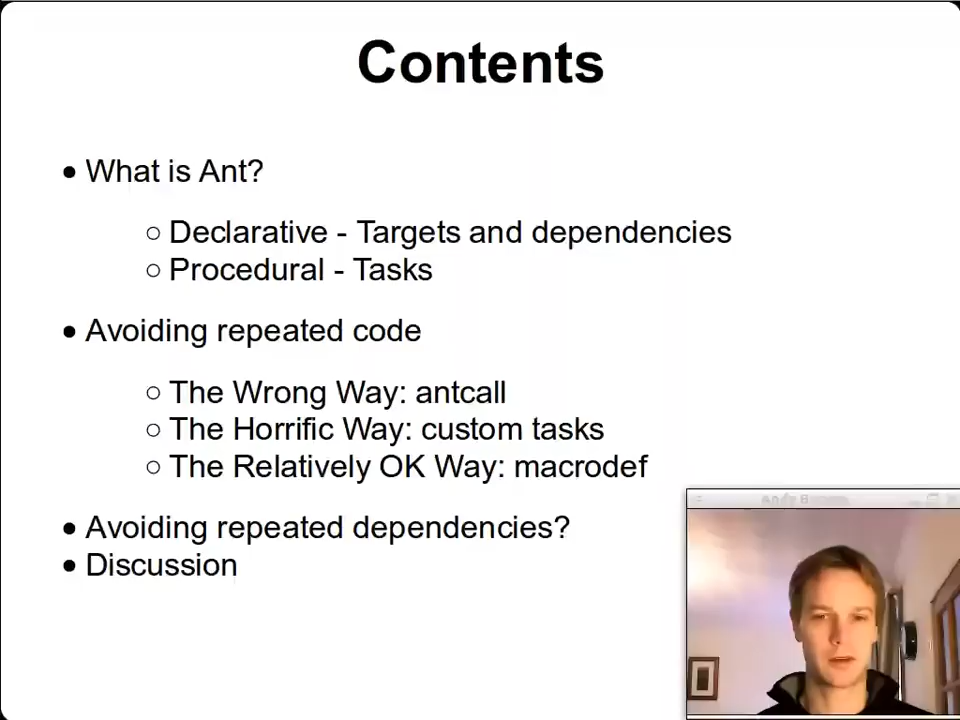 Contents
• What is Ant?
○ Declarative - Targets and dependencies
○ Procedural - Tasks
• Avoiding repeated code
○ The Wrong Way: antcall
○ The Horrific Way: custom tasks
○ The Relatively OK Way: macrodef
• Avoiding repeated dependencies?
• Discussion
Andy